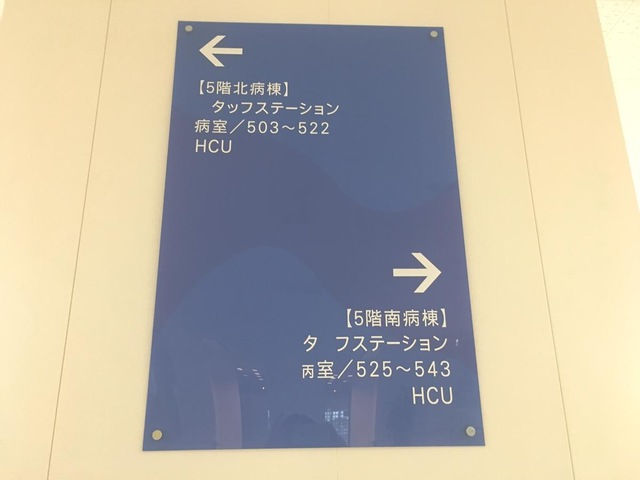 【5階北病棟】
タッフステーション
病室／503～522
HCU
【5階南病棟】
タ フステーション
丙室／525～543
HCU